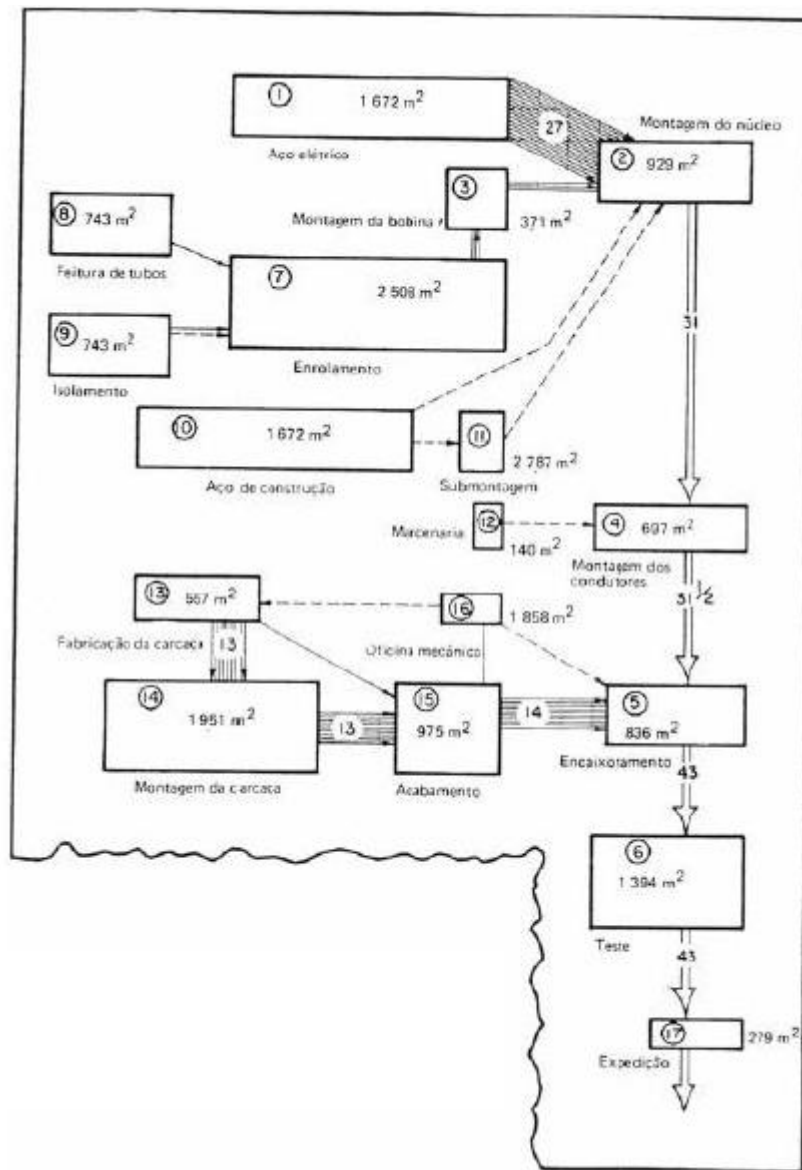 1
1 672 m²
Aço elétrico
27
Montagem do núcleo
2
929 m²
3
Montagem da bobina
371 m²
8
743 m²
Feitura de tubos
7
2 508 m²
Enrolamento
9
743 m²
Isolamento
31
10
1 672 m²
Aço de construção
11
2 787 m²
Submontagem
12
Marcenaria
140 m²
4
697 m²
Montagem dos
condutores
31 1/2
13
557 m²
Fabricação da carcaça
13
16
1 858 m²
Oficina mecânica
14
1 951 m²
Montagem da carcaça
13
15
975 m²
Acabamento
14
5
836 m²
Encaixoramento
43
6
1 394 m²
Teste
43
17
279 m²
Expedição